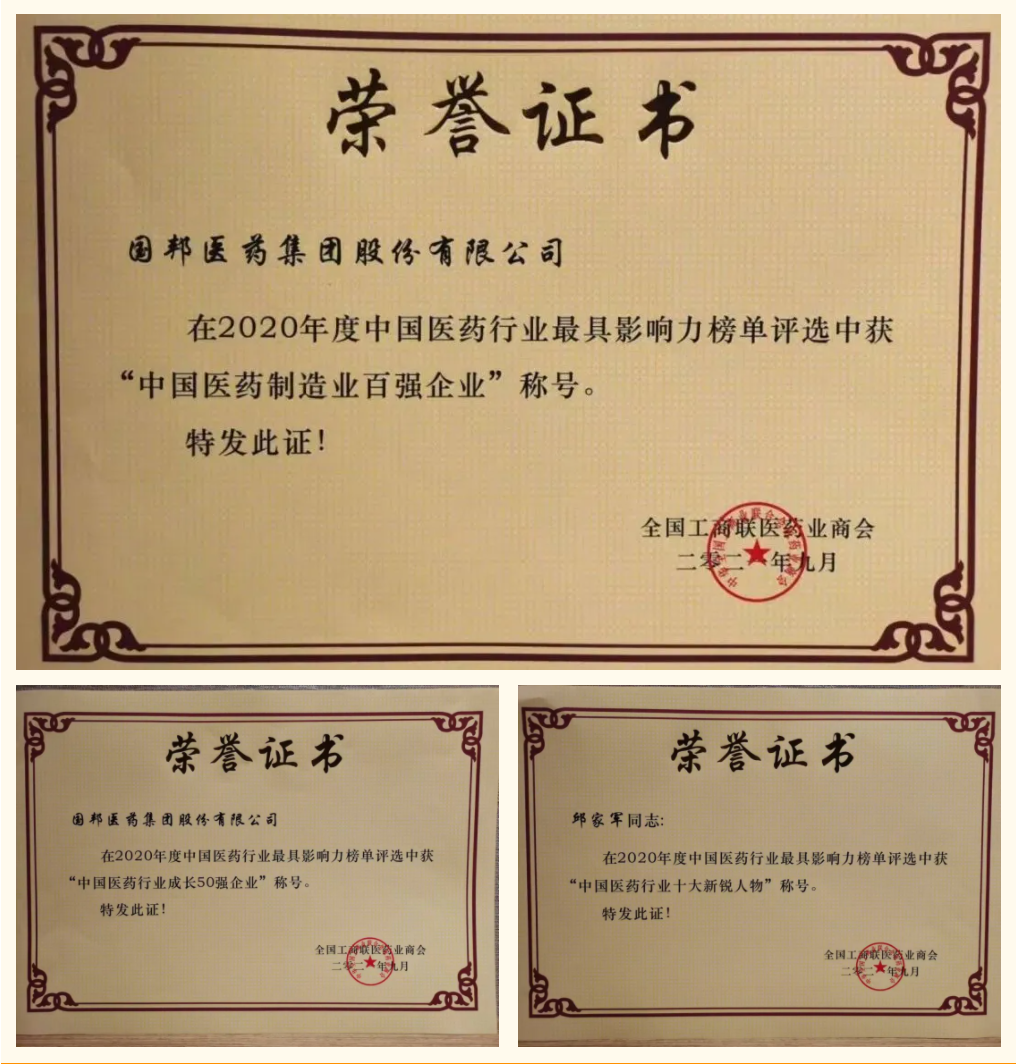 荣誉证书
国邦医药集团股份有限公司
在2020年度中国医药行业最具影响力榜单评选中获
“中国医药制造业百强企业”称号。
特发此证!
全国工商联医药业商会
二零二一年九月
荣誉证书
国邦医药集团股份有限公司
在2020年度中国医药行业最具影响力榜单评选中获
“中国医药行业成长50强企业”称号。
特发此证!
全国工商联医药业商会
二零二一年九月
荣誉证书
邱家军同志:
在2020年度中国医药行业最具影响力榜单评选中获
“中国医药行业十大新锐人物”称号。
特发此证!
全国工商联医药业商会
二零二一年九月